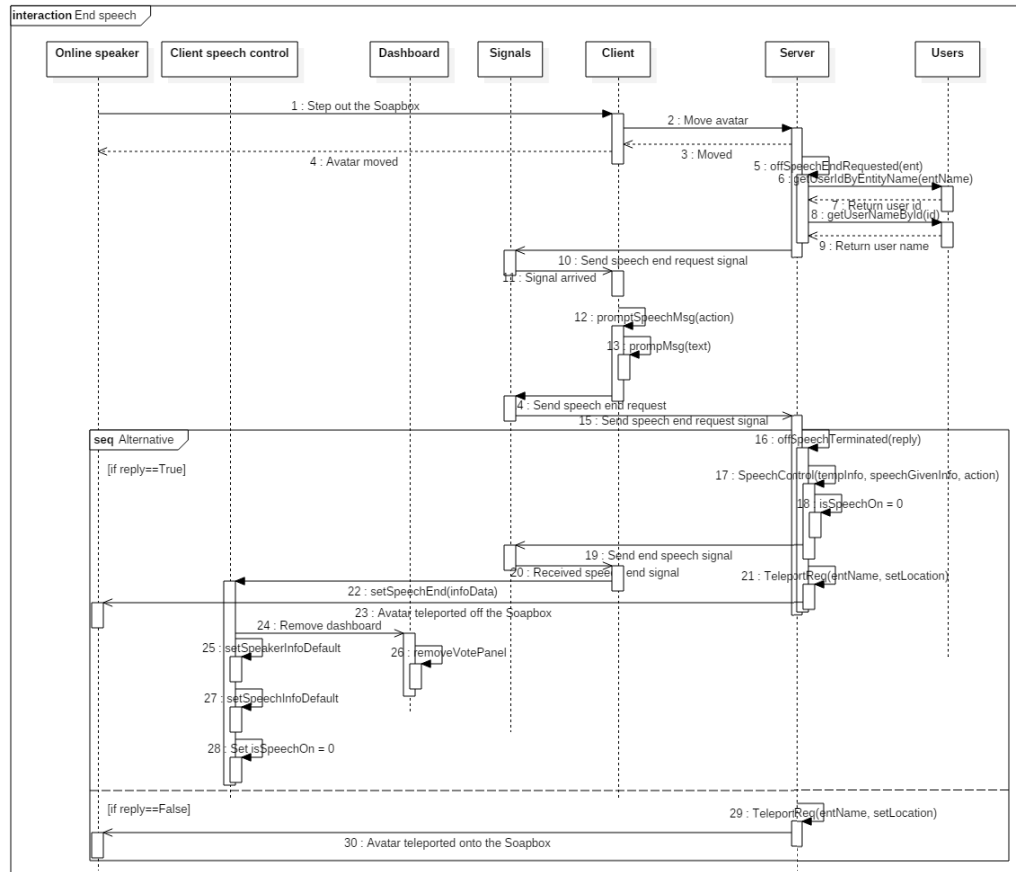 interaction End speech
Online speaker
Client speech control
Dashboard
Signals
Client
Server
Users
1 : Step out the Soapbox
2 : Move avatar
3 : Moved
4 : Avatar moved
5 : offSpeechEndRequested(ent)
6 : getUserIdByEntityName(entName)
7 : Return user id
8 : getUserNameById(id)
9 : Return user name
10 : Send speech end request signal
11 : Signal arrived
12 : promptSpeechMsg(action)
13 : prompMsg(text)
4 : Send speech end request
15 : Send speech end request signal
seq Alternative
16 : offSpeechTerminated(reply)
[if reply==True]
17 : SpeechControl(tempInfo, speechGivenInfo, action)
18 : isSpeechOn = 0
19 : Send end speech signal
20 : Received speech end signal
21 : TeleportReq(entName, setLocation)
22 : setSpeechEnd(infoData)
23 : Avatar teleported off the Soapbox
24 : Remove dashboard
25 : setSpeakerInfoDefault
26 : removeVotePanel
27 : setSpeechInfoDefault
28 : Set isSpeechOn = 0
[if reply==False]
29 : TeleportReq(entName, setLocation)
30 : Avatar teleported onto the Soapbox